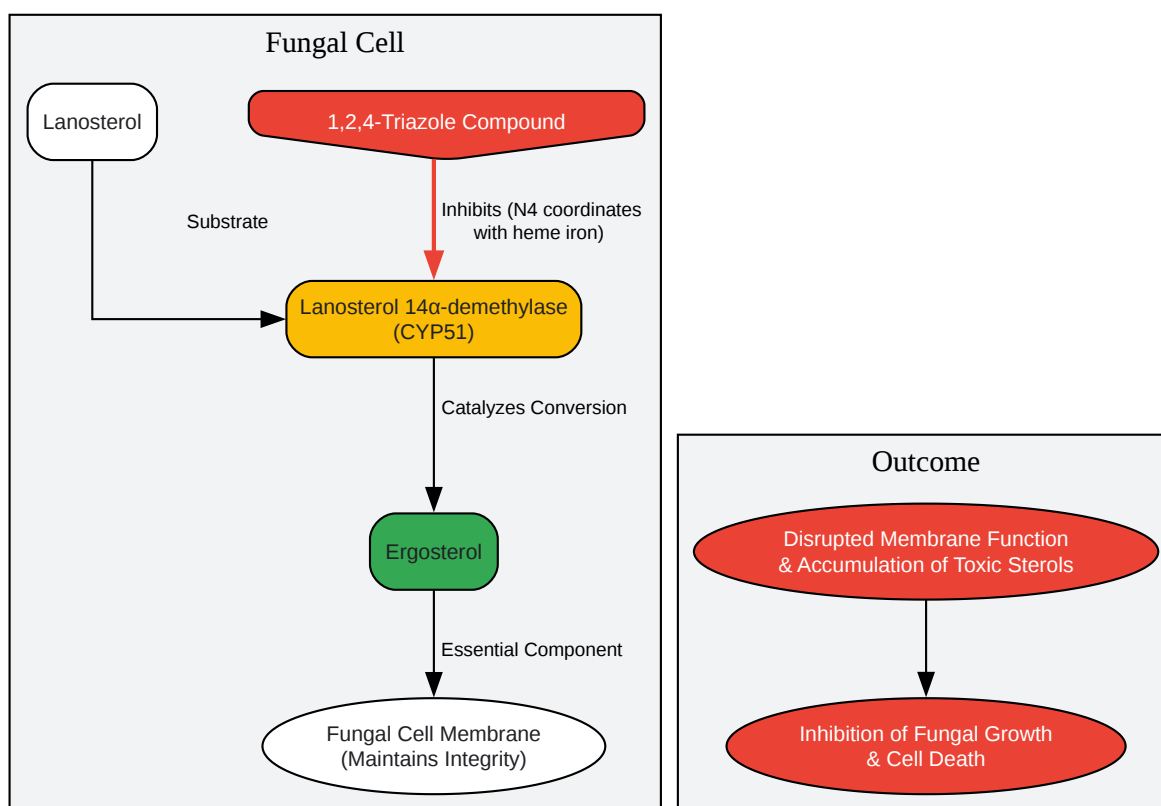 Fungal Cell
Lanosterol
1,2,4-Triazole Compound
Substrate
Inhibits (N4 coordinates
with heme iron)
Lanosterol 14α-demethylase
(CYP51)
Catalyzes Conversion
Ergosterol
Essential Component
Fungal Cell Membrane
(Maintains Integrity)
Outcome
Disrupted Membrane Function
& Accumulation of Toxic Sterols
Inhibition of Fungal Growth
& Cell Death